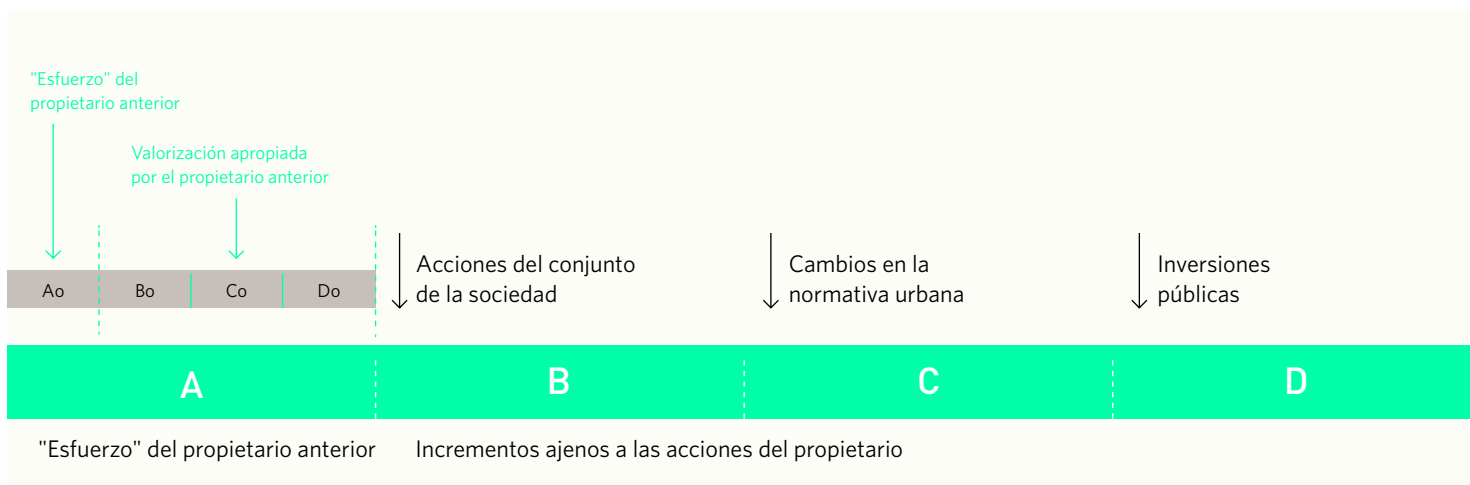 "Esfuerzo" del
propietario anterior
Valorización apropiada
por el propietario anterior
Ao Bo Co Do
Acciones del conjunto
de la sociedad
Cambios en la
normativa urbana
Inversiones
públicas
A B C D
"Esfuerzo" del propietario anterior
Incrementos ajenos a las acciones del propietario